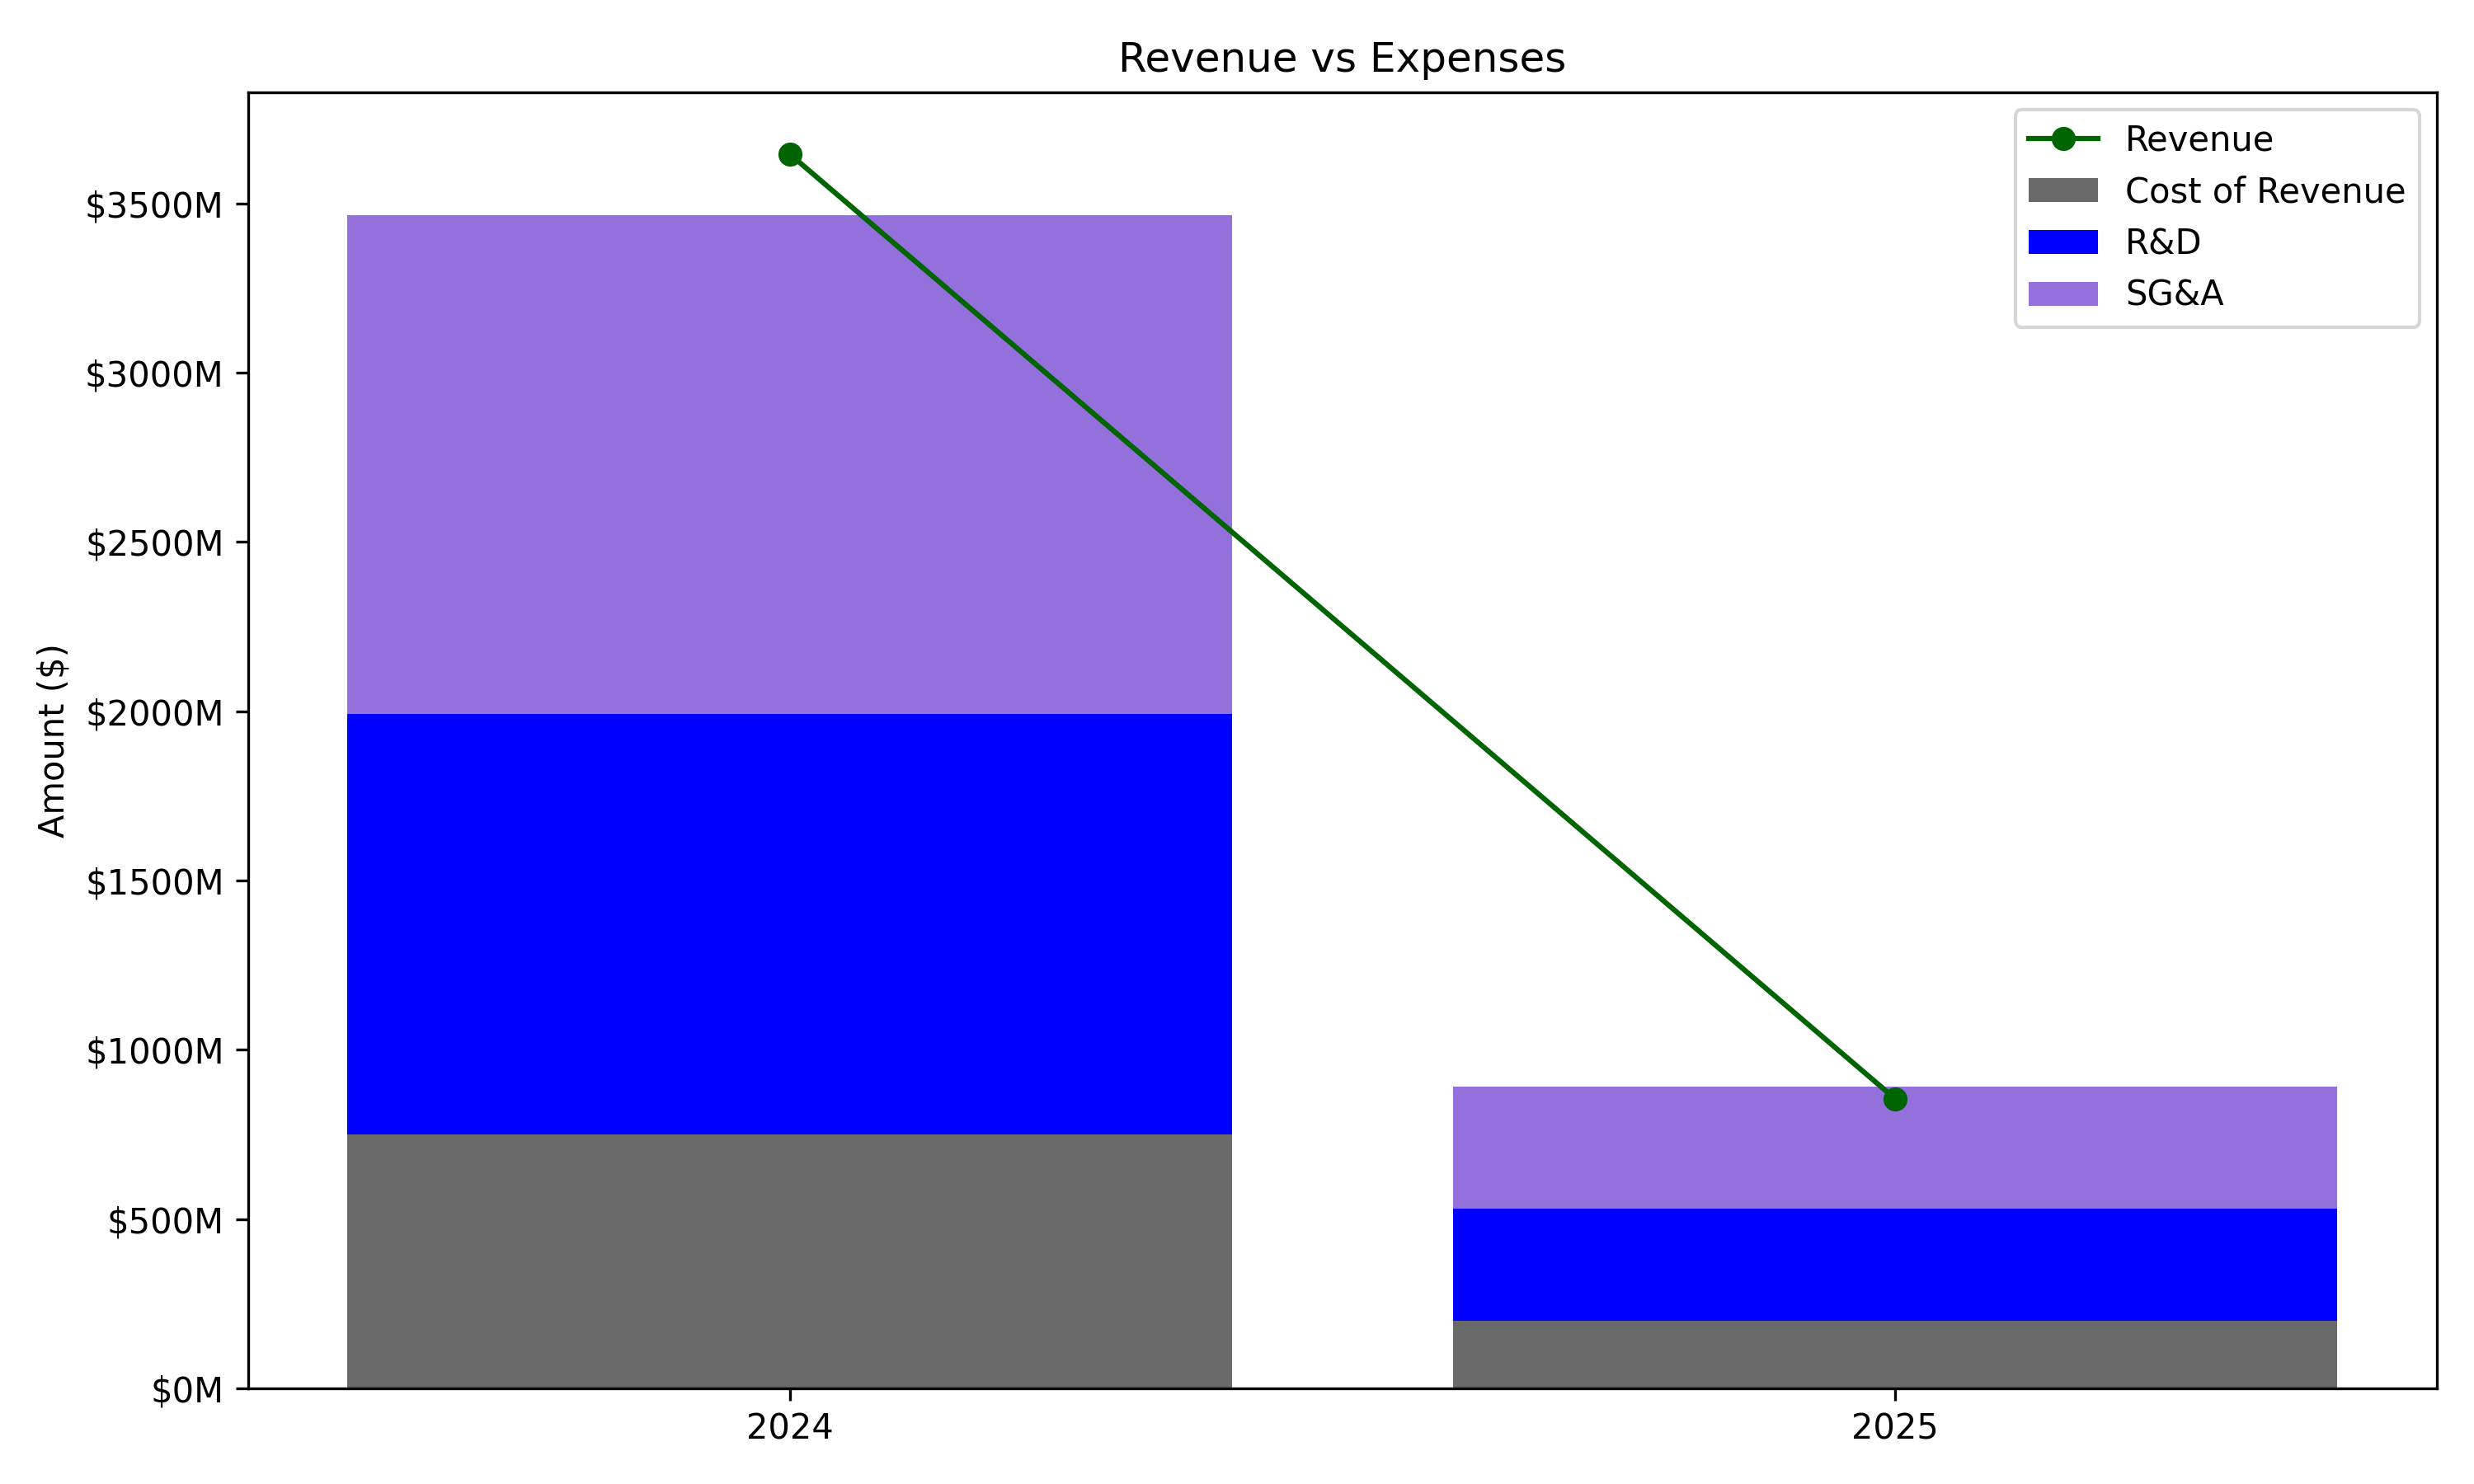 Revenue vs Expenses
Revenue
Cost of Revenue
R&D
SG&A
Amount ($)
$3500M
$3000M
$2500M
$2000M
$1500M
$1000M
$500M
$0M
2024
2025